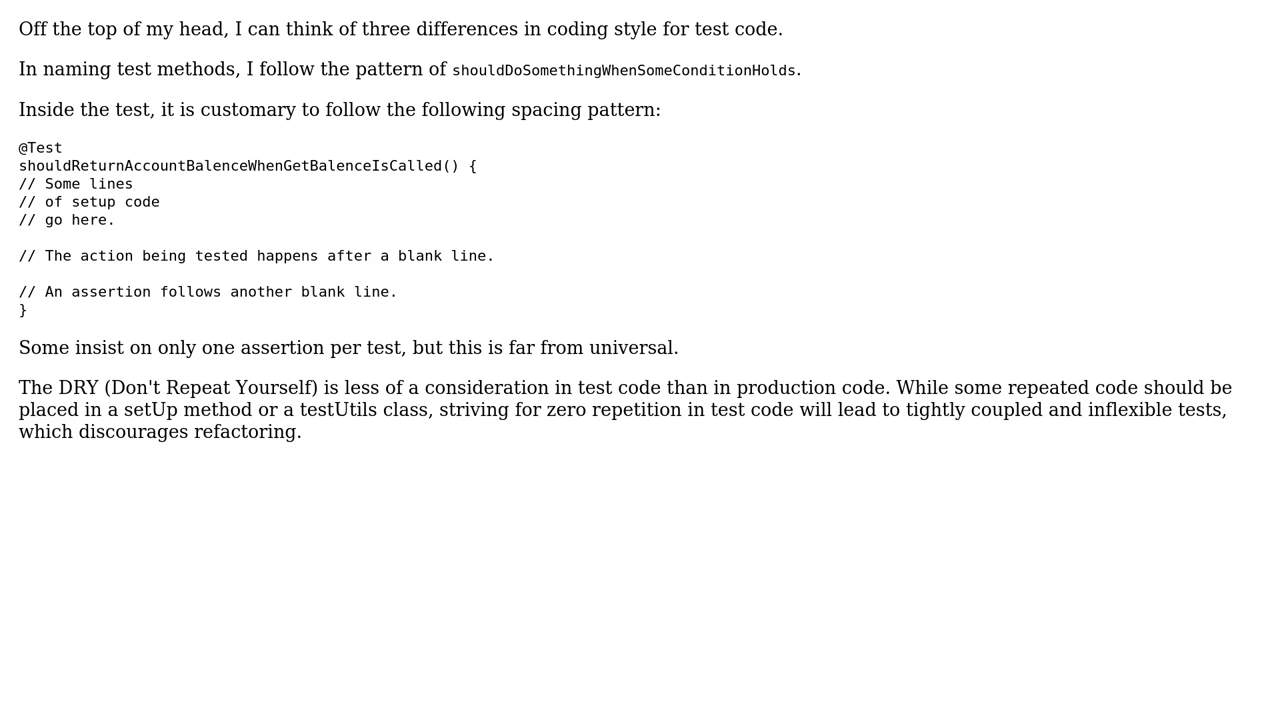 Off the top of my head, I can think of three differences in coding style for test code.
In naming test methods, I follow the pattern of shouldDoSomethingWhenSomeConditionHolds.
Inside the test, it is customary to follow the following spacing pattern:
@Test
shouldReturnAccountBalenceWhenGetBalenceIsCalled() {
// Some lines
// of setup code
// go here.
// The action being tested happens after a blank line.
// An assertion follows another blank line.
}
Some insist on only one assertion per test, but this is far from universal.
The DRY (Don't Repeat Yourself) is less of a consideration in test code than in production code. While some repeated code should be
placed in a setUp method or a testUtils class, striving for zero repetition in test code will lead to tightly coupled and inflexible tests,
which discourages refactoring.